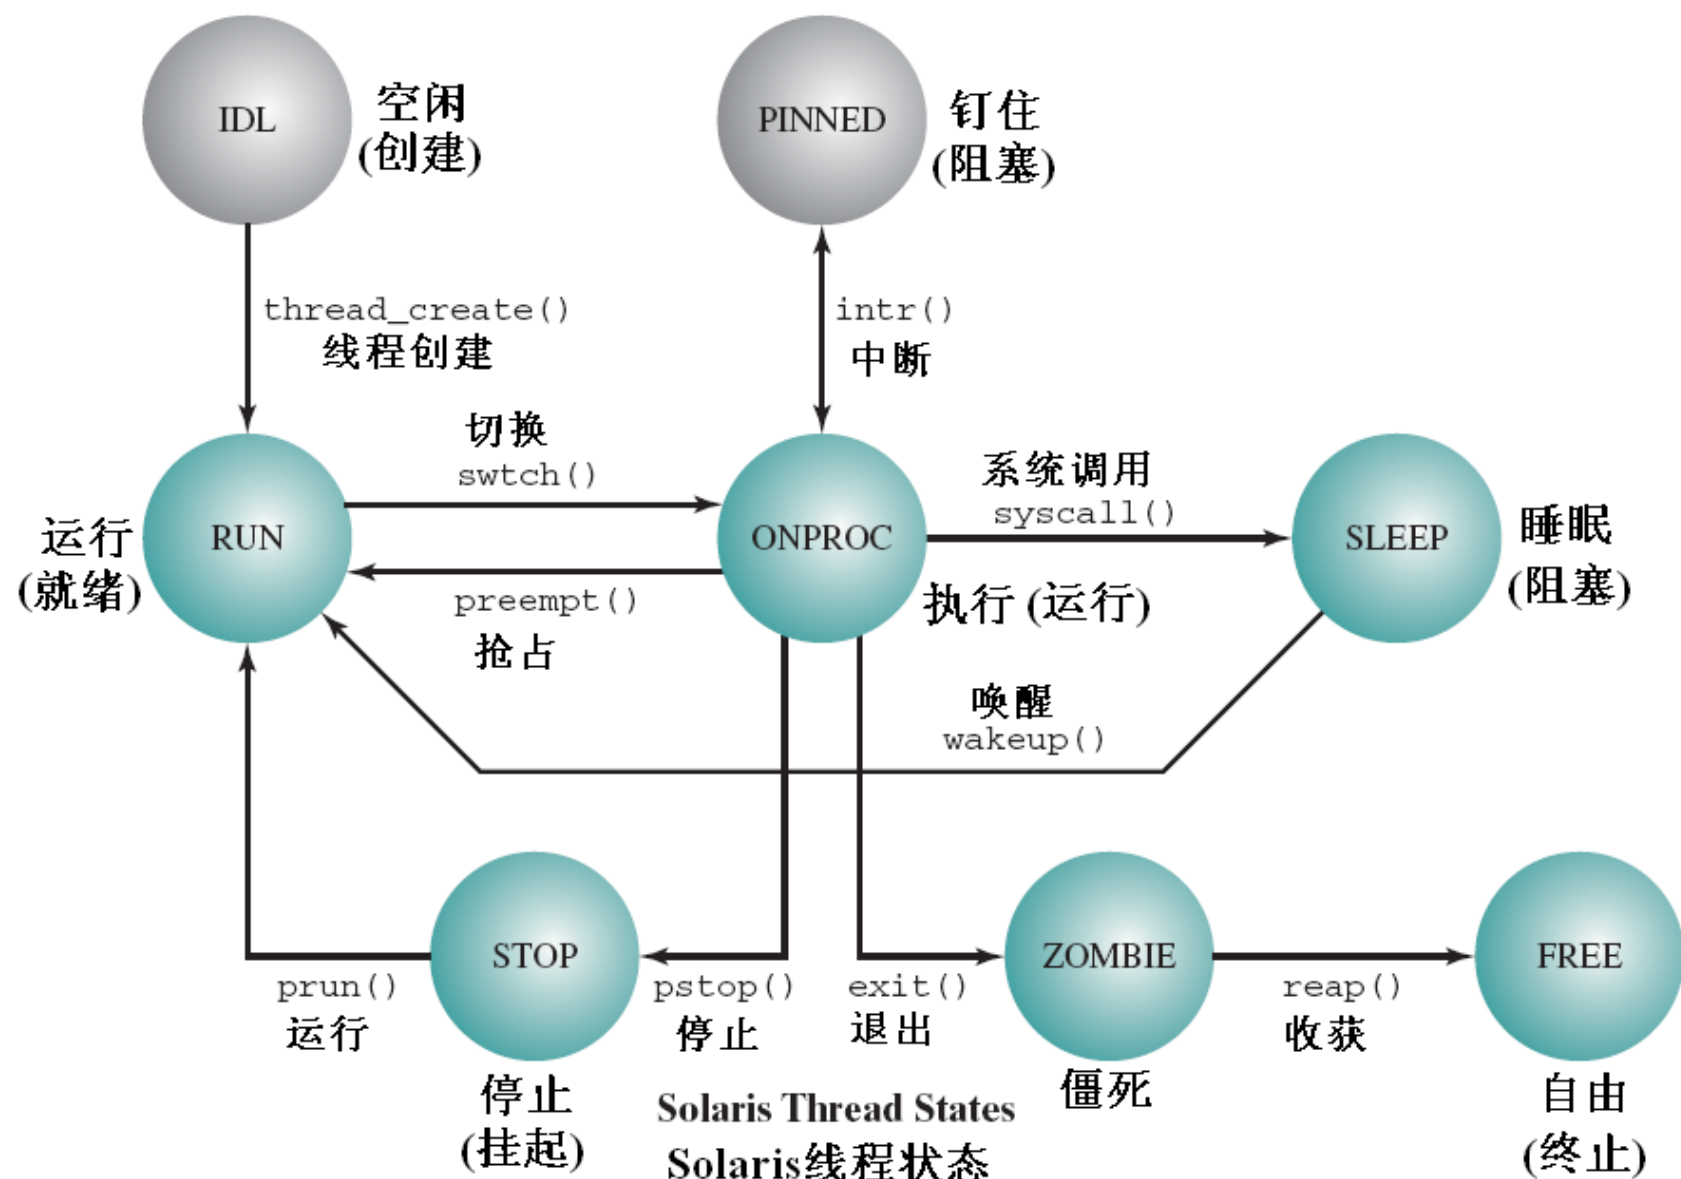 IDL
空闲
(创建)
PINNED
钉住
(阻塞)
thread_create()
线程创建
intr()
中断
切换
swtch()
系统调用
syscall()
运行
(就绪)
RUN
ONPROC
执行 (运行)
SLEEP
睡眠
(阻塞)
preempt()
抢占
唤醒
wakeup()
STOP
ZOMBIE
FREE
prun()
运行
pstop()
停止
exit()
退出
reap()
收获
停止
(挂起)
僵死
自由
(终止)
Solaris Thread States
Solaris线程状态